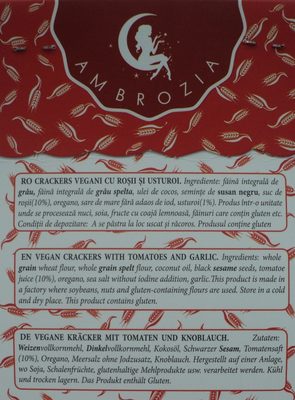 AMBROZIA
RO CRACKERS VEGANI CU ROȘII ȘI USTUROI. Ingrediente: făină integrală de
grâu, făină integrală de grâu spelta, ulei de cocos, semințe de susan negru, suc de
roșii(10%), oregano, sare de mare fără adaos de iod, usturoi(1%). Produs într-o unitate
unde se procesează nuci, soia, fructe cu coajă lemnoasă, făinuri care conțin gluten etc.
Condiții de depozitare: A se păstra la loc uscat și răcoros. Produsul conține gluten
EN VEGAN CRACKERS WITH TOMATOES AND GARLIC. Ingredients: whole
grain wheat flour, whole grain spelt flour, coconut oil, black sesame seeds, tomato
juice (10%), oregano, sea salt without iodine addition, garlic.This product is made in
a factory where soybeans, nuts and gluten-containing flours are used. Store in a cold
and dry place. This product contains gluten.
DE VEGANE KRÄCKER MIT TOMATEN UND KNOBLAUCH. Zutaten:
Weizenvollkornmehl, Dinkelvollkornmehl, Kokosöl, Schwarzer Sesam, Tomatensaft
(10%), Oregano, Meersalz ohne Jodzusatz, Knoblauch. Hergestellt auf einer Anlage,
wo Soja, Schalenfrüchte, glutenhaltige Mehlprodukte usw. verarbeitet werden. Kühl
und trocken lagern. Das Produkt enthält Gluten.